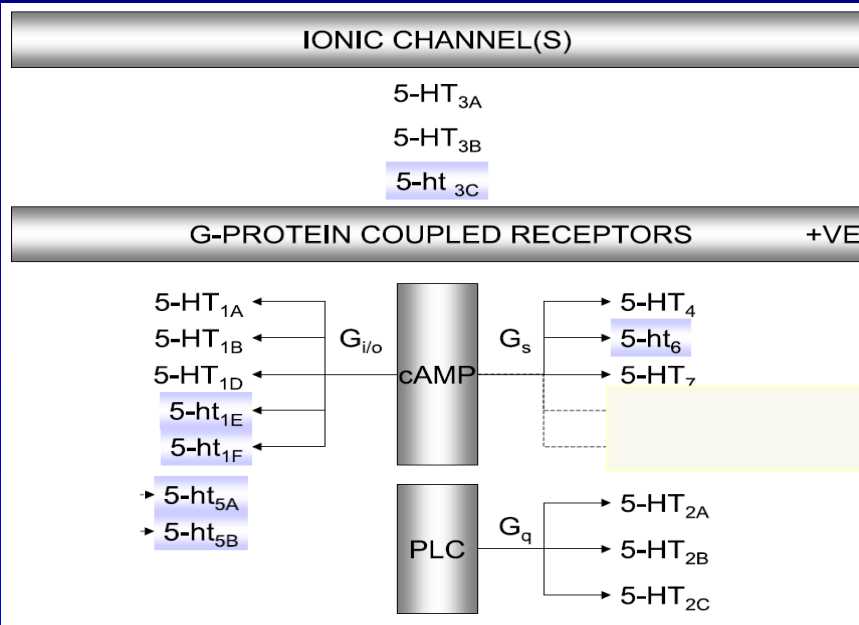 IONIC CHANNEL(S)
5-HT3A
5-HT3B
5-ht 3C
G-PROTEIN COUPLED RECEPTORS +VE
5-HT1A
5-HT1B
5-HT1D
5-ht1E
5-ht1F
5-ht5A
5-ht5B
Gi/o
cAMP
Gs
5-HT4
5-ht6
5-HT7
PLC
Gq
5-HT2A
5-HT2B
5-HT2C